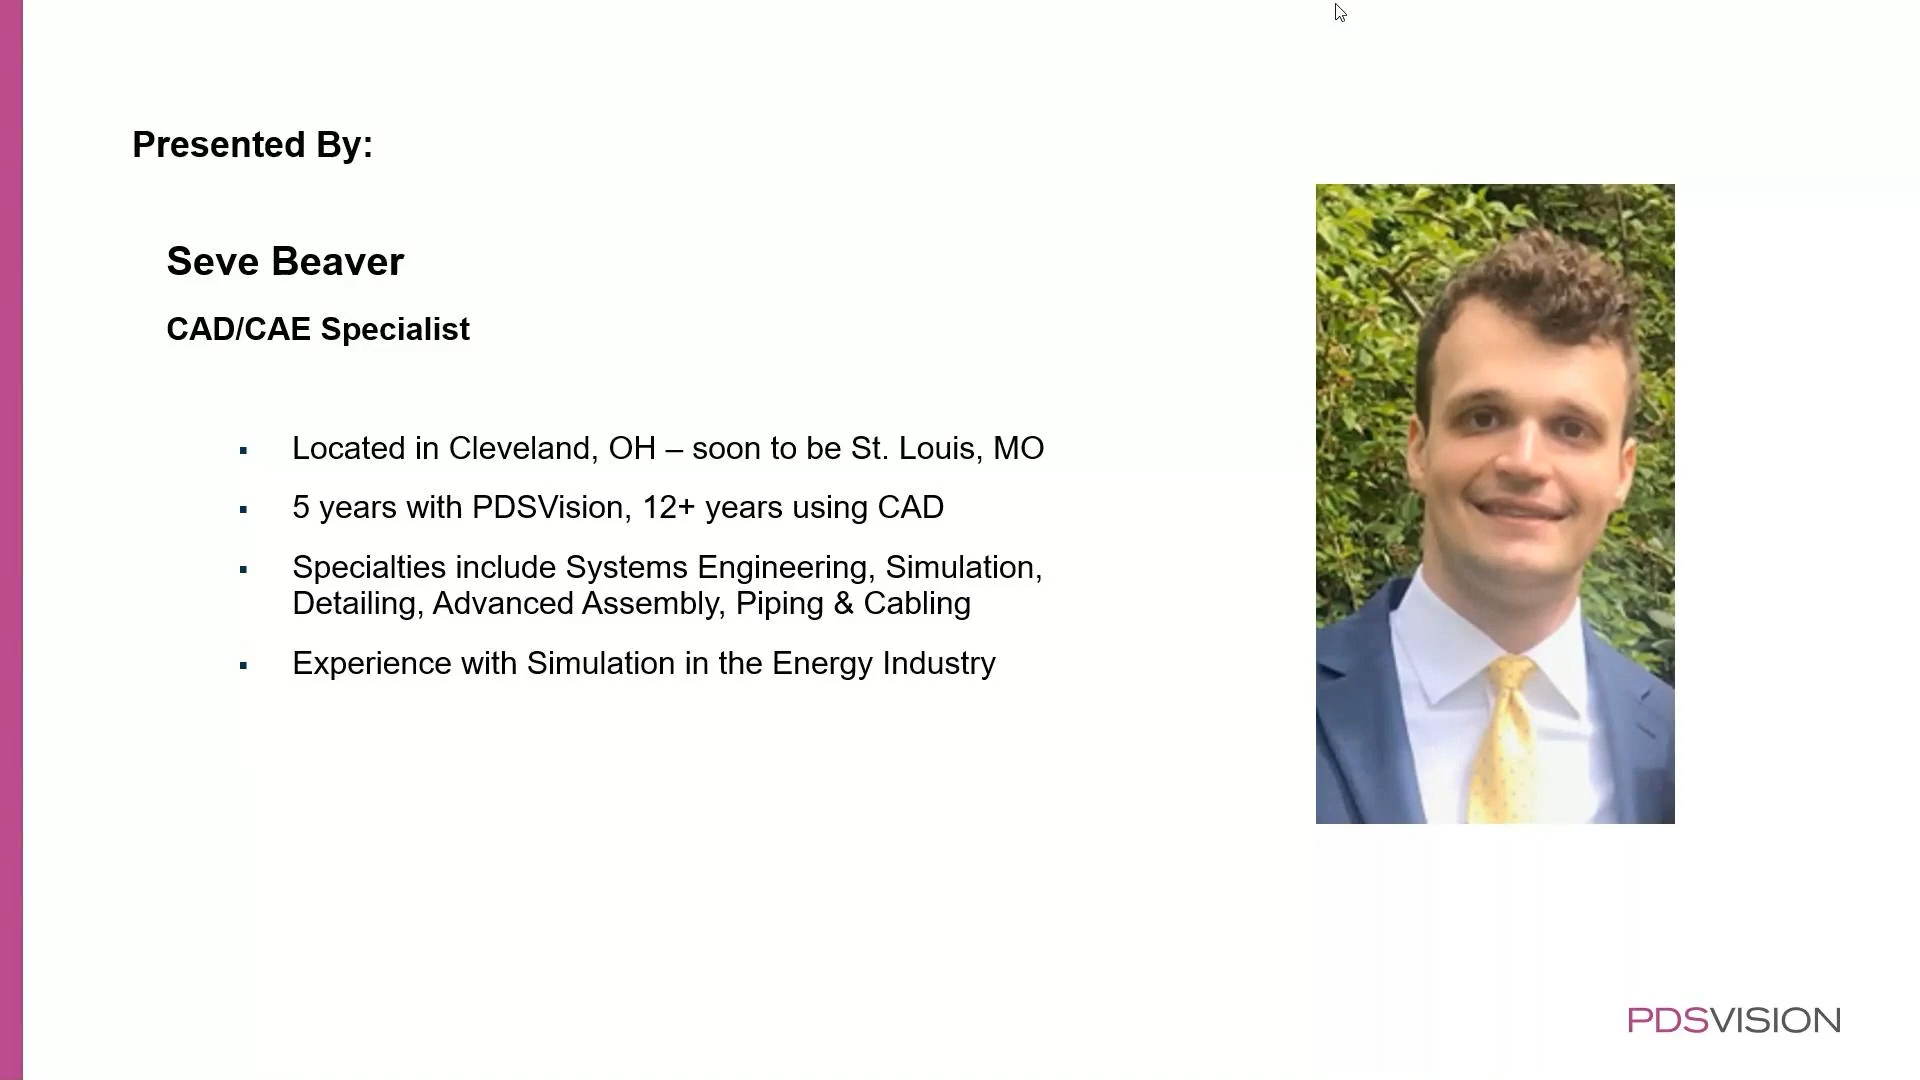 Presented By:
Seve Beaver
CAD/CAE Specialist
▪ Located in Cleveland, OH – soon to be St. Louis, MO
▪ 5 years with PDSVision, 12+ years using CAD
▪ Specialties include Systems Engineering, Simulation,
Detailing, Advanced Assembly, Piping & Cabling
▪ Experience with Simulation in the Energy Industry
PDSVISION